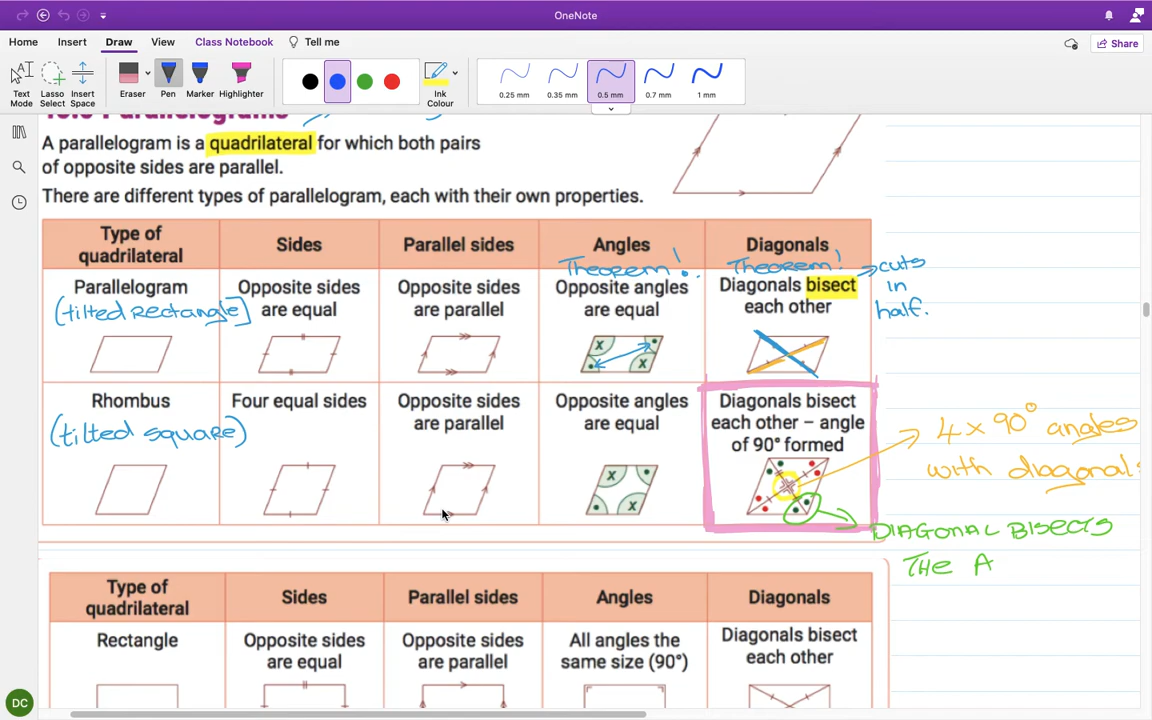 OneNote
Home Insert Draw View Class Notebook Tell me
Share
Text Mode
Lasso Select
Insert Space
Eraser
Pen
Marker
Highlighter
Ink Colour
0.25 mm 0.35 mm 0.5 mm 0.7 mm 1 mm
Parallelograms
A parallelogram is a quadrilateral for which both pairs
of opposite sides are parallel.
There are different types of parallelogram, each with their own properties.
Type of quadrilateral
Sides
Parallel sides
Angles
Diagonals
Theorem!
Theorem!
Parallelogram
(tilted Rectangle]
Opposite sides
are equal
Opposite sides
are parallel
Opposite angles
are equal
x
x
Diagonals bisect
each other
cuts
in
half.
Rhombus
(tilted square)
Four equal sides
Opposite sides
are parallel
Opposite angles
are equal
x
x
Diagonals bisect
each other – angle
of 90° formed
4 x 90° angles
with diagonals
DIAGONAL BISECTS
THE A
Type of quadrilateral
Sides
Parallel sides
Angles
Diagonals
Rectangle
Opposite sides
are equal
Opposite sides
are parallel
All angles the
same size (90°)
Diagonals bisect
each other
DC